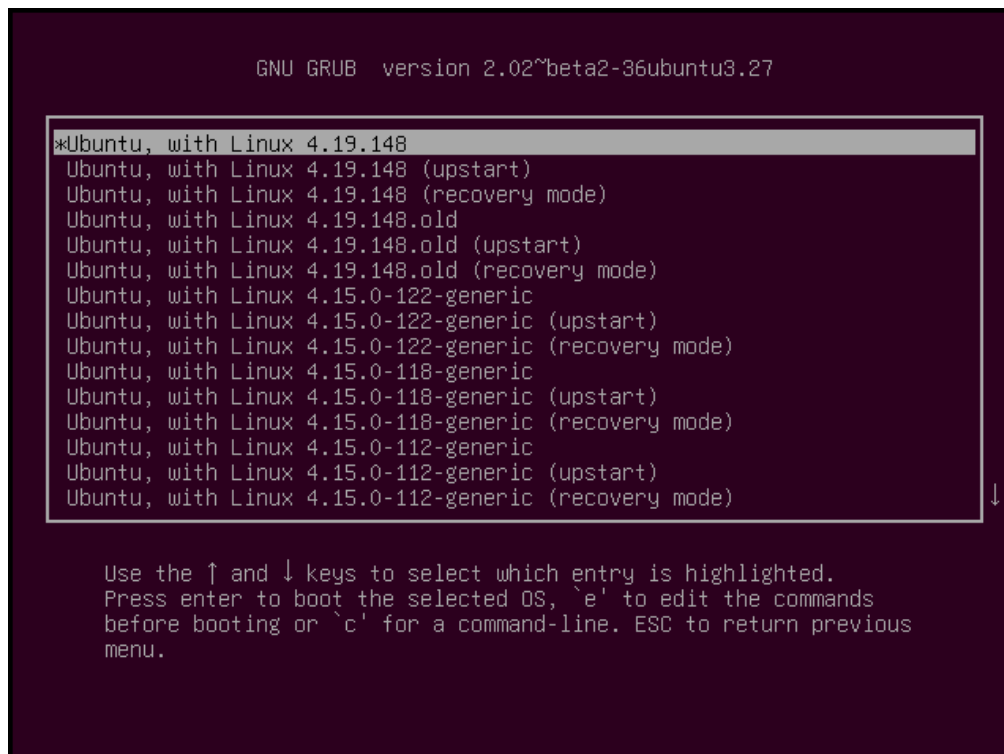 GNU GRUB  version 2.02~beta2-36ubuntu3.27
*Ubuntu, with Linux 4.19.148
Ubuntu, with Linux 4.19.148 (upstart)
Ubuntu, with Linux 4.19.148 (recovery mode)
Ubuntu, with Linux 4.19.148.old
Ubuntu, with Linux 4.19.148.old (upstart)
Ubuntu, with Linux 4.19.148.old (recovery mode)
Ubuntu, with Linux 4.15.0-122-generic
Ubuntu, with Linux 4.15.0-122-generic (upstart)
Ubuntu, with Linux 4.15.0-122-generic (recovery mode)
Ubuntu, with Linux 4.15.0-118-generic
Ubuntu, with Linux 4.15.0-118-generic (upstart)
Ubuntu, with Linux 4.15.0-118-generic (recovery mode)
Ubuntu, with Linux 4.15.0-112-generic
Ubuntu, with Linux 4.15.0-112-generic (upstart)
Ubuntu, with Linux 4.15.0-112-generic (recovery mode) ↓
Use the ↑ and ↓ keys to select which entry is highlighted.
Press enter to boot the selected OS, `e' to edit the commands
before booting or `c' for a command-line. ESC to return previous
menu.